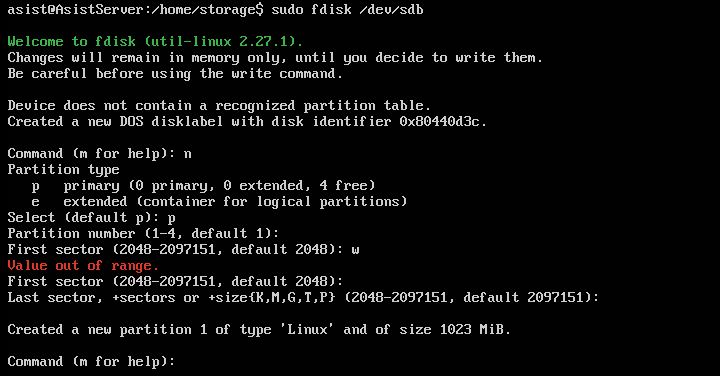 asist@AsistServer:/home/storage$ sudo fdisk /dev/sdb
Welcome to fdisk (util-linux 2.27.1).
Changes will remain in memory only, until you decide to write them.
Be careful before using the write command.
Device does not contain a recognized partition table.
Created a new DOS disklabel with disk identifier 0x80440d3c.
Command (m for help): n
Partition type
   p   primary (0 primary, 0 extended, 4 free)
   e   extended (container for logical partitions)
Select (default p): p
Partition number (1-4, default 1):
First sector (2048-2097151, default 2048): w
Value out of range.
First sector (2048-2097151, default 2048):
Last sector, +sectors or +size{K,M,G,T,P} (2048-2097151, default 2097151):
Created a new partition 1 of type 'Linux' and of size 1023 MiB.
Command (m for help):